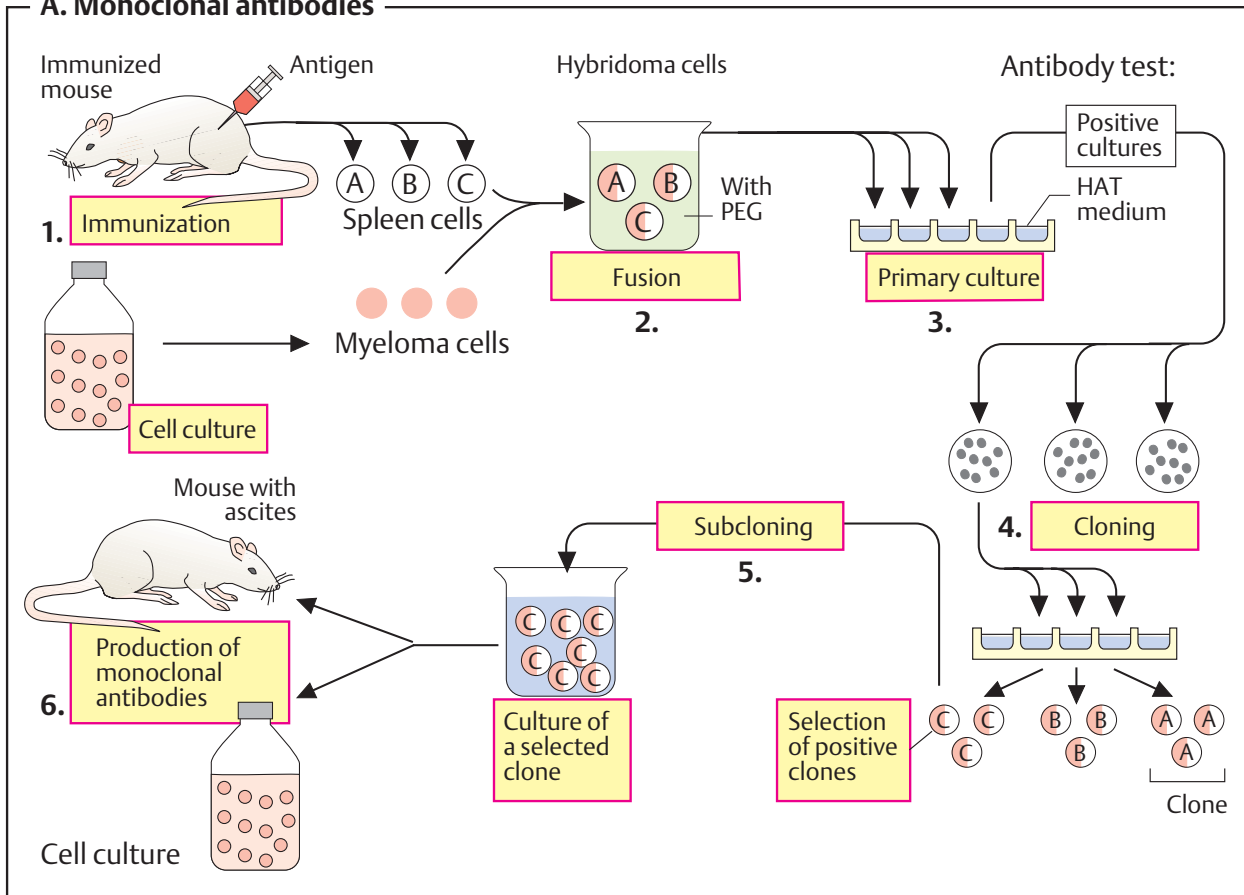 A. Monoclonal antibodies
Immunized
mouse
Antigen
Hybridoma cells
Antibody test:
Positive
cultures
A
B
C
Spleen cells
A
B
C
With
PEG
HAT
medium
1.
Immunization
Fusion
2.
Primary culture
3.
Myeloma cells
Cell culture
4.
Cloning
Mouse with
ascites
Subcloning
5.
C
C
C
C
C
C
C
C
6.
Production of
monoclonal
antibodies
Culture of
a selected
clone
Selection
of positive
clones
C
C
C
B
B
B
A
A
A
Clone
Cell culture